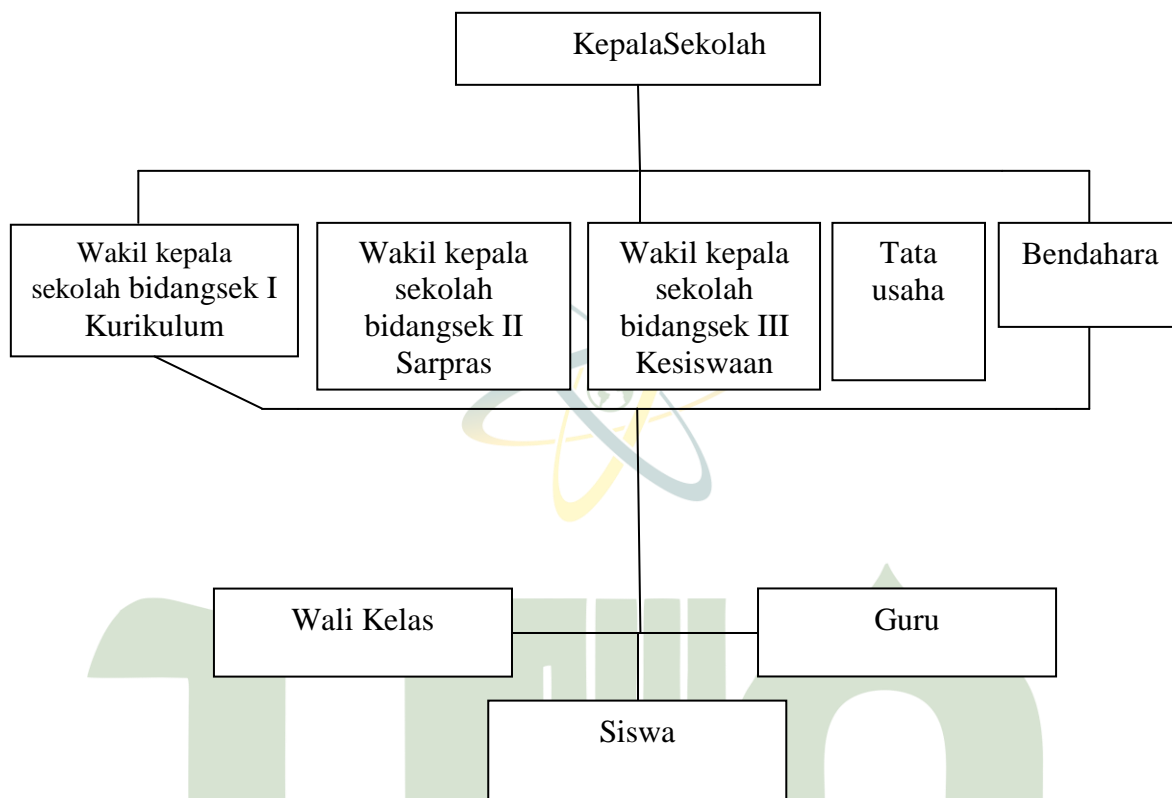 KepalaSekolah
Wakil kepala
sekolah bidangsek I
Kurikulum
Wakil kepala
sekolah
bidangsek II
Sarpras
Wakil kepala
sekolah
bidangsek III
Kesiswaan
Tata
usaha
Bendahara
Wali Kelas
Guru
Siswa